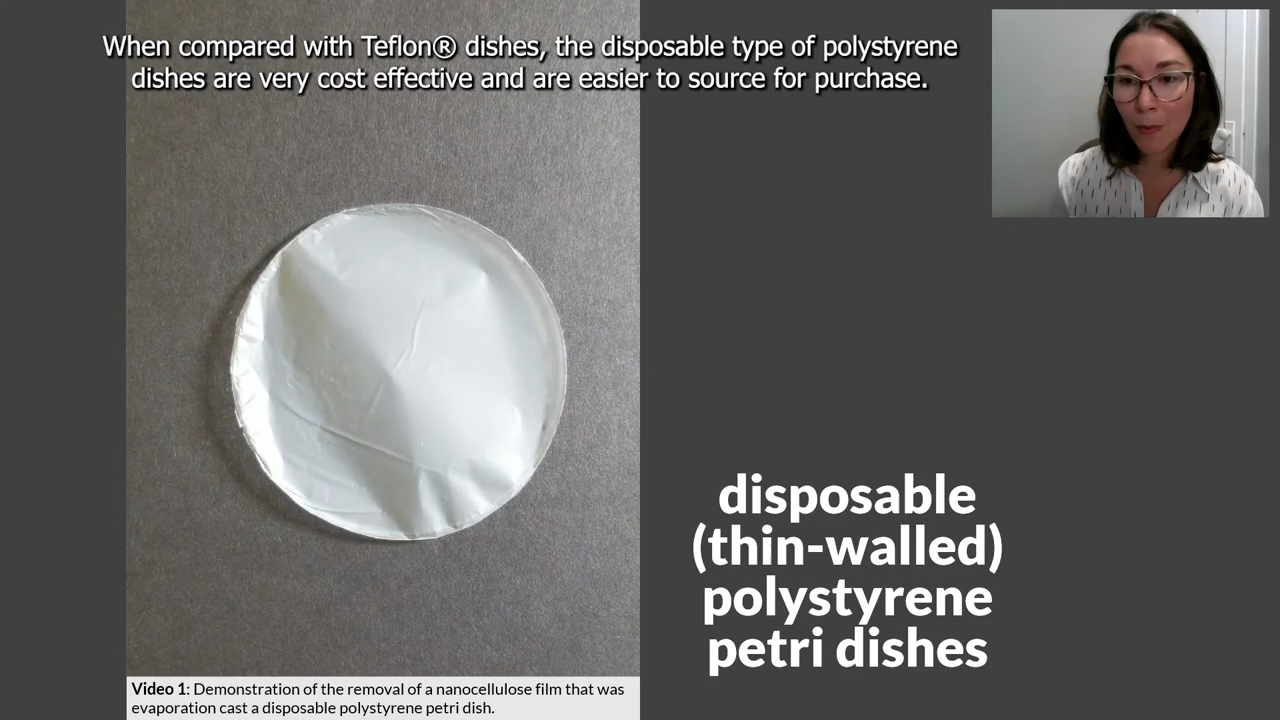 When compared with Teflon® dishes, the disposable type of polystyrene
dishes are very cost effective and are easier to source for purchase.
disposable
(thin-walled)
polystyrene
petri dishes
Video 1: Demonstration of the removal of a nanocellulose film that was
evaporation cast a disposable polystyrene petri dish.